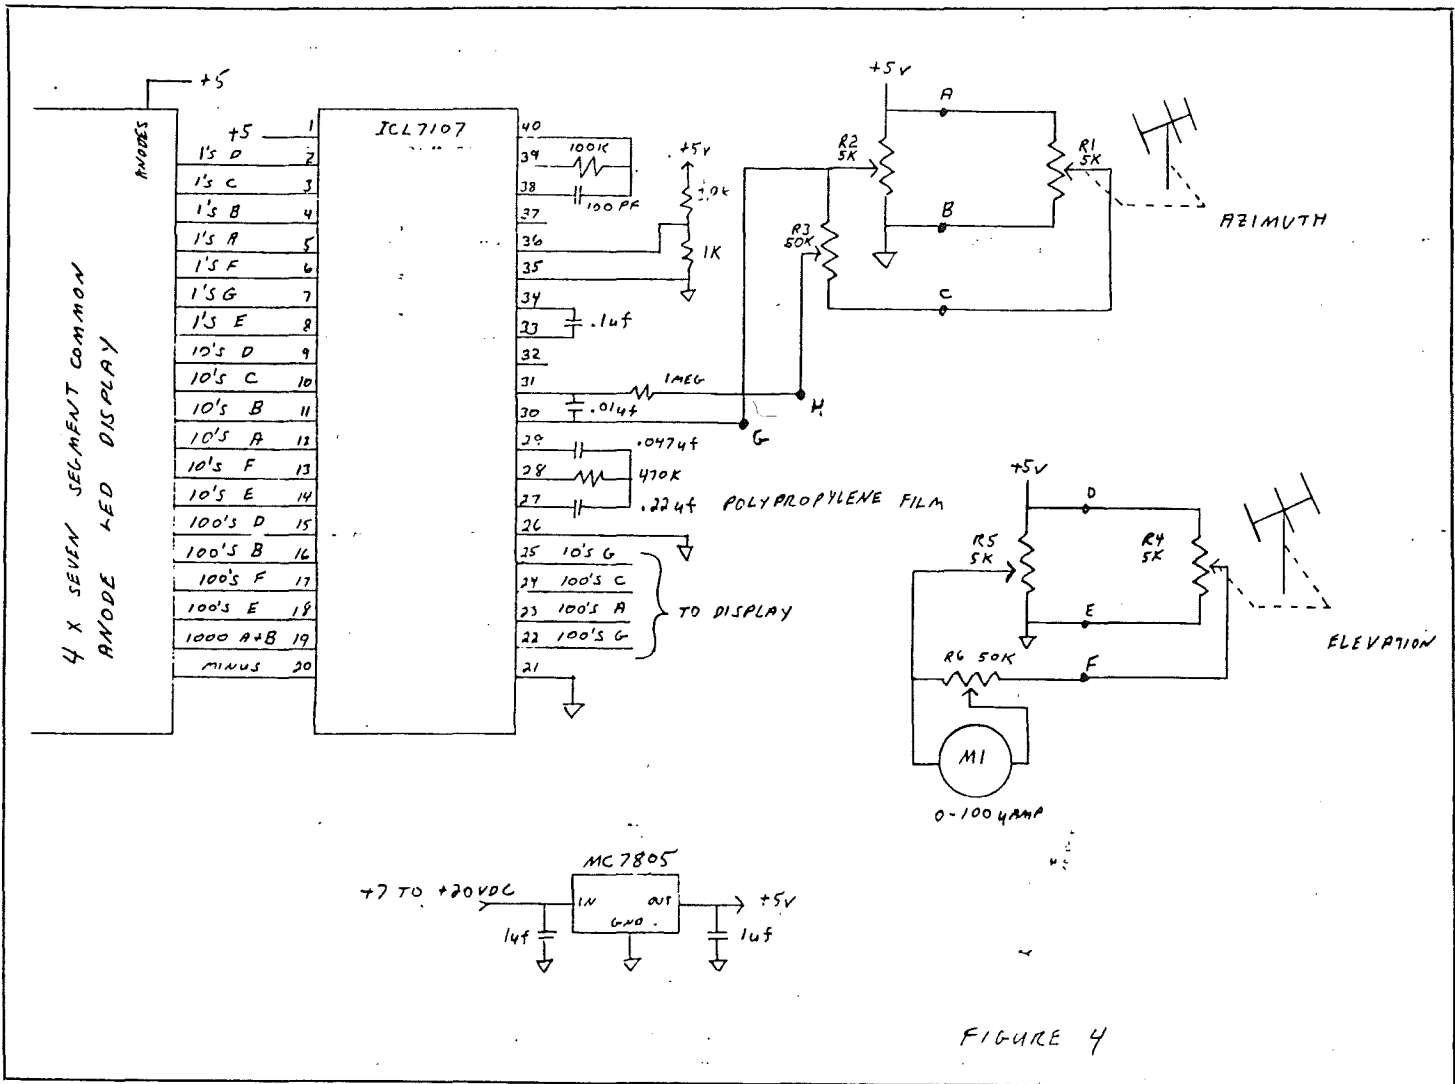 +5
ANODES
4 X SEVEN SEGMENT COMMON
ANODE LED DISPLAY
ICL7107
+5 1
1'S D 2
1'S C 3
1'S B 4
1'S A 5
1'S F 6
1'S G 7
1'S E 8
10'S D 9
10'S C 10
10'S B 11
10'S A 12
10'S F 13
10'S E 14
100'S D 15
100'S B 16
100'S F 17
100'S E 18
1000 A+B 19
MINUS 20
40
39
38
37
36
35
34
33
32
31
30
29
28
27
26
25 10'S G
24 100'S C
23 100'S A
22 100'S G
21
TO DISPLAY
100K
100 PF
+5V
1K
.1uf
1MEG
.01uf
.047uf
470K
.22uf POLYPROPYLENE FILM
H
G
+5V
A
R2
5K
R1
5K
B
R3
50K
C
AZIMUTH
+5V
D
R5
5K
R4
5K
E
R6 50K
F
ELEVATION
M1
0-100uAMP
MC7805
+7 TO +20VDC
IN
OUT
GND
+5V
1uf
1uf
FIGURE 4